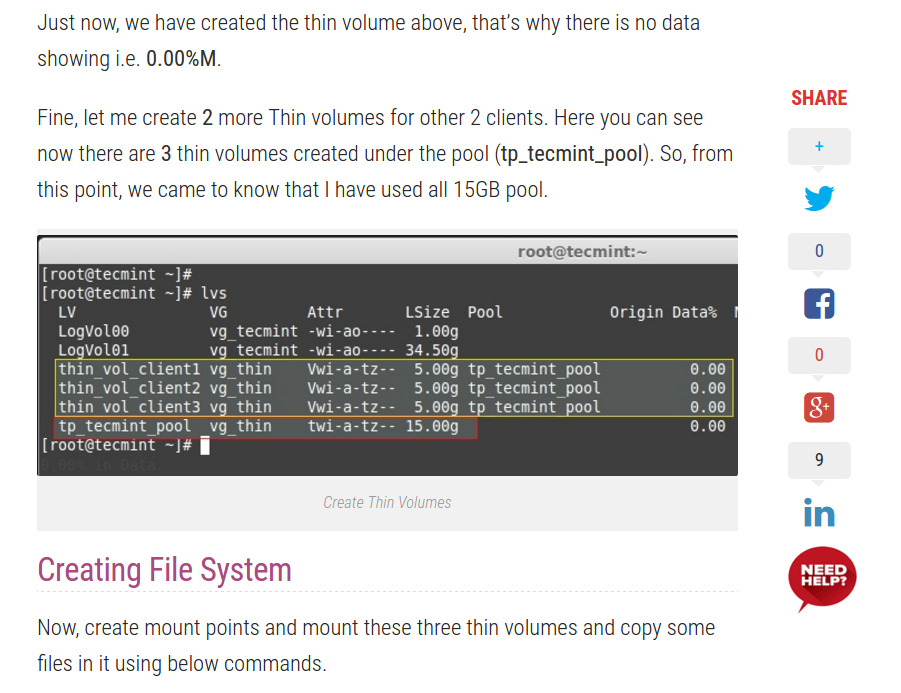 Just now, we have created the thin volume above, that’s why there is no data
showing i.e. 0.00%M.
Fine, let me create 2 more Thin volumes for other 2 clients. Here you can see
now there are 3 thin volumes created under the pool (tp_tecmint_pool). So, from
this point, we came to know that I have used all 15GB pool.
root@tecmint:~
[root@tecmint ~]#
[root@tecmint ~]# lvs
LV VG Attr LSize Pool Origin Data%
LogVol00 vg_tecmint -wi-ao---- 1.00g
LogVol01 vg_tecmint -wi-ao---- 34.50g
thin_vol_client1 vg_thin Vwi-a-tz-- 5.00g tp_tecmint_pool 0.00
thin_vol_client2 vg_thin Vwi-a-tz-- 5.00g tp_tecmint_pool 0.00
thin_vol_client3 vg_thin Vwi-a-tz-- 5.00g tp_tecmint_pool 0.00
tp_tecmint_pool vg_thin twi-a-tz-- 15.00g 0.00
[root@tecmint ~]#
Create Thin Volumes
Creating File System
Now, create mount points and mount these three thin volumes and copy some
files in it using below commands.
SHARE
+
0
f
0
g+
9
in
NEED
HELP?